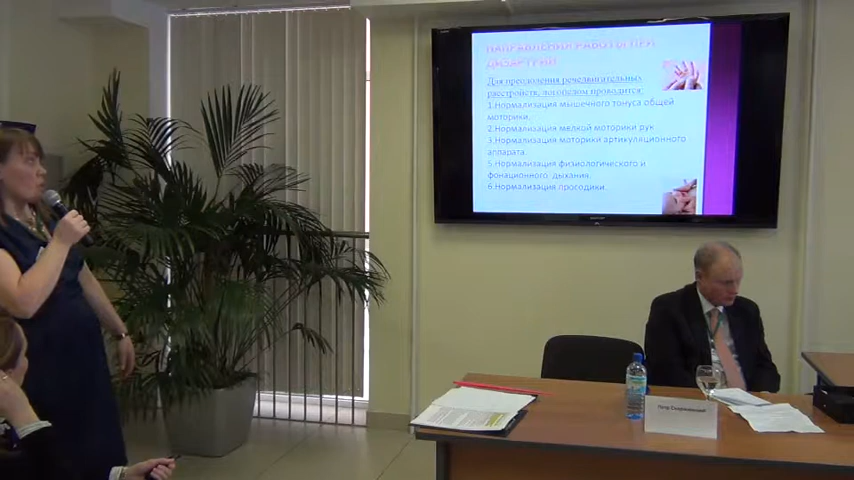 НАПРАВЛЕНИЯ РАБОТЫ ПРИ
ДИЗАРТРИИ
Для преодоления речедвигательных
расстройств, логопедом проводится:
1.Нормализация мышечного тонуса общей
моторики.
2.Нормализация мелкой моторики рук
3.Нормализация моторики артикуляционного
аппарата.
5.Нормализация физиологического и
фонационного дыхания.
6.Нормализация просодики
Петр